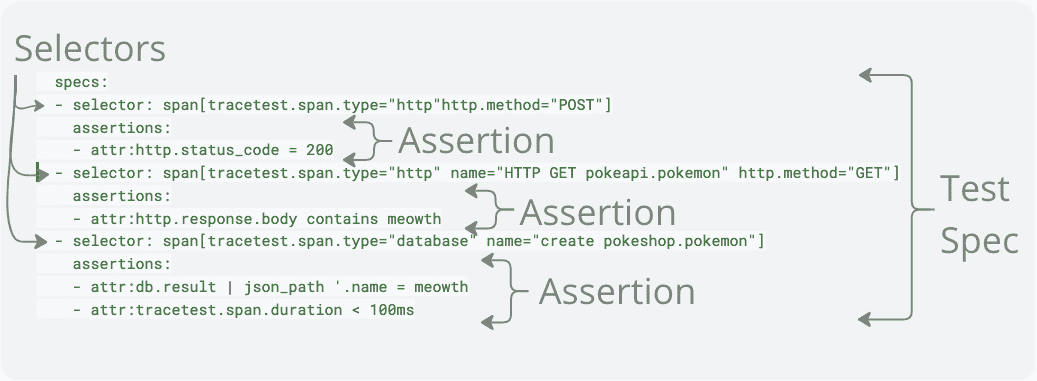 Selectors
specs:
- selector: span[tracetest.span.type="http"http.method="POST"]
assertions:
- attr:http.status_code = 200
Assertion
- selector: span[tracetest.span.type="http" name="HTTP GET pokeapi.pokemon" http.method="GET"]
assertions:
- attr:http.response.body contains meowth
Assertion
- selector: span[tracetest.span.type="database" name="create pokeshop.pokemon"]
assertions:
- attr:db.result | json_path '.name = meowth
- attr:tracetest.span.duration < 100ms
Assertion
Test
Spec